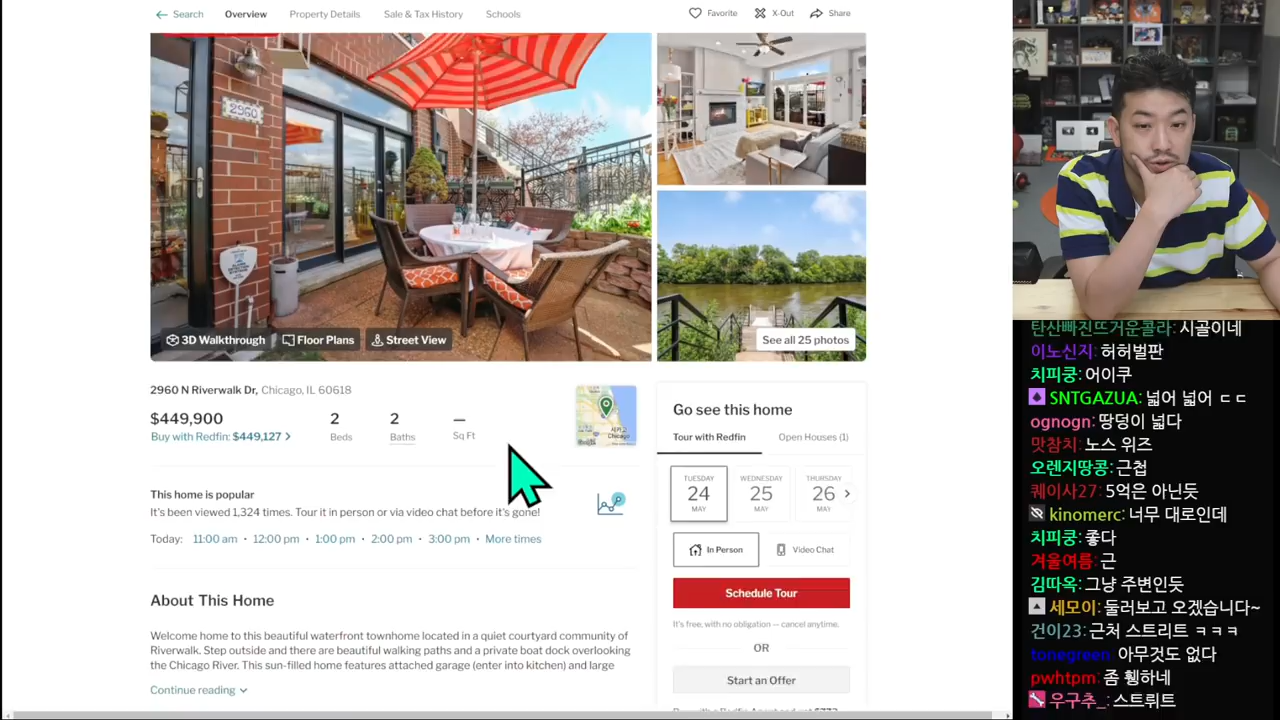 Search
Overview
Property Details
Sale & Tax History
Schools
Favorite
X-Out
Share
2960
3D Walkthrough
Floor Plans
Street View
See all 25 photos
2960 N Riverwalk Dr, Chicago, IL 60618
$449,900
2
2
—
Buy with Redfin: $449,127
Beds
Baths
Sq Ft
Chicago
Go see this home
Tour with Redfin
Open Houses (1)
TUESDAY
24
MAY
WEDNESDAY
25
MAY
THURSDAY
26
MAY
In Person
Video Chat
Schedule Tour
It's free, with no obligation — cancel anytime.
OR
Start an Offer
This home is popular
It's been viewed 1,324 times. Tour it in person or via video chat before it's gone!
Today: 11:00 am • 12:00 pm • 1:00 pm • 2:00 pm • 3:00 pm • More times
About This Home
Welcome home to this beautiful waterfront townhome located in a quiet courtyard community of
Riverwalk. Step outside and there are beautiful walking paths and a private boat dock overlooking
the Chicago River. This sun-filled home features attached garage (enter into kitchen) and large
Continue reading
탄산빠진뜨거운콜라: 시골이네
이노신지: 허허벌판
치피쿵: 어이쿠
SNTGAZUA: 넓어 넓어 ㄷㄷ
ognogn: 땅덩이 넓다
맛참치: 노스 위즈
오렌지땅콩: 근첩
퀘이사27: 5억은 아닌듯
kinomerc: 너무 대로인데
치피쿵: 좋다
겨울여름: 근
김따옥: 그냥 주변인듯
세모이: 둘러보고 오겠습니다~
건이23: 근처 스트리트 ㅋㅋㅋ
tonegreen: 아무것도 없다
pwhtpm: 좀 휑하네
우구추_: 스트뤼트